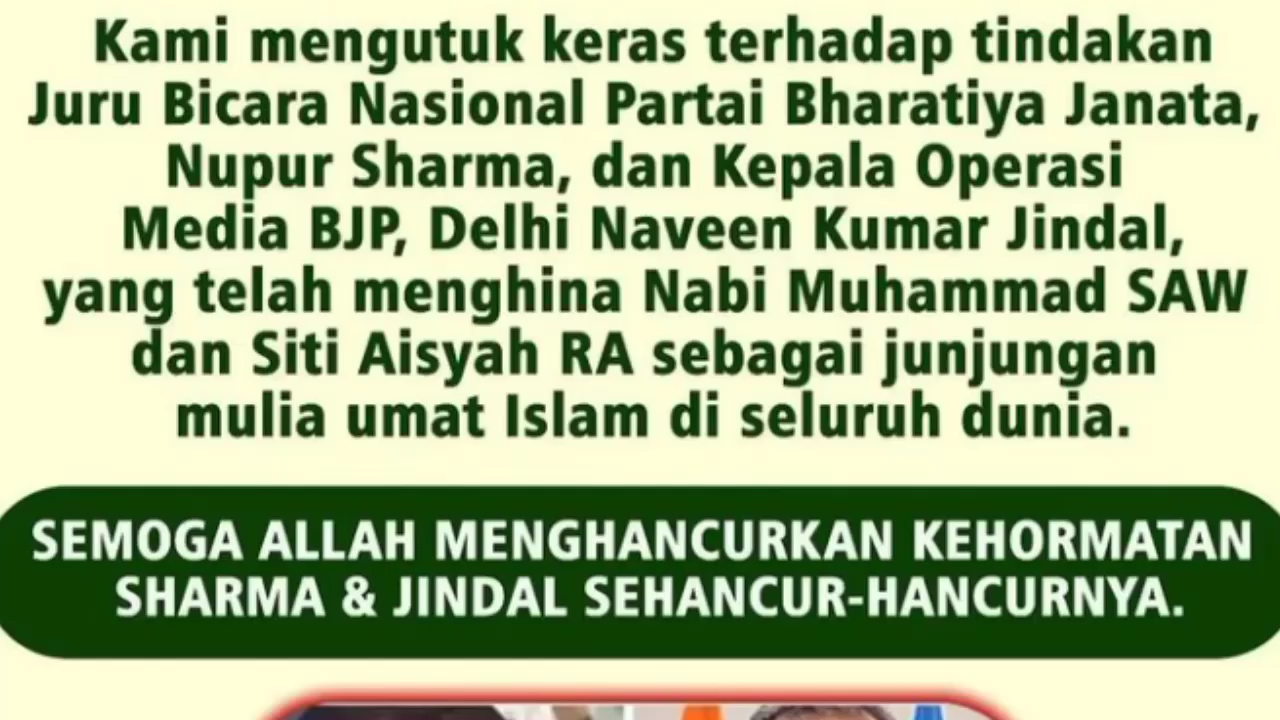 Kami mengutuk keras terhadap tindakan
Juru Bicara Nasional Partai Bharatiya Janata,
Nupur Sharma, dan Kepala Operasi
Media BJP, Delhi Naveen Kumar Jindal,
yang telah menghina Nabi Muhammad SAW
dan Siti Aisyah RA sebagai junjungan
mulia umat Islam di seluruh dunia.
SEMOGA ALLAH MENGHANCURKAN KEHORMATAN
SHARMA & JINDAL SEHANCUR-HANCURNYA.